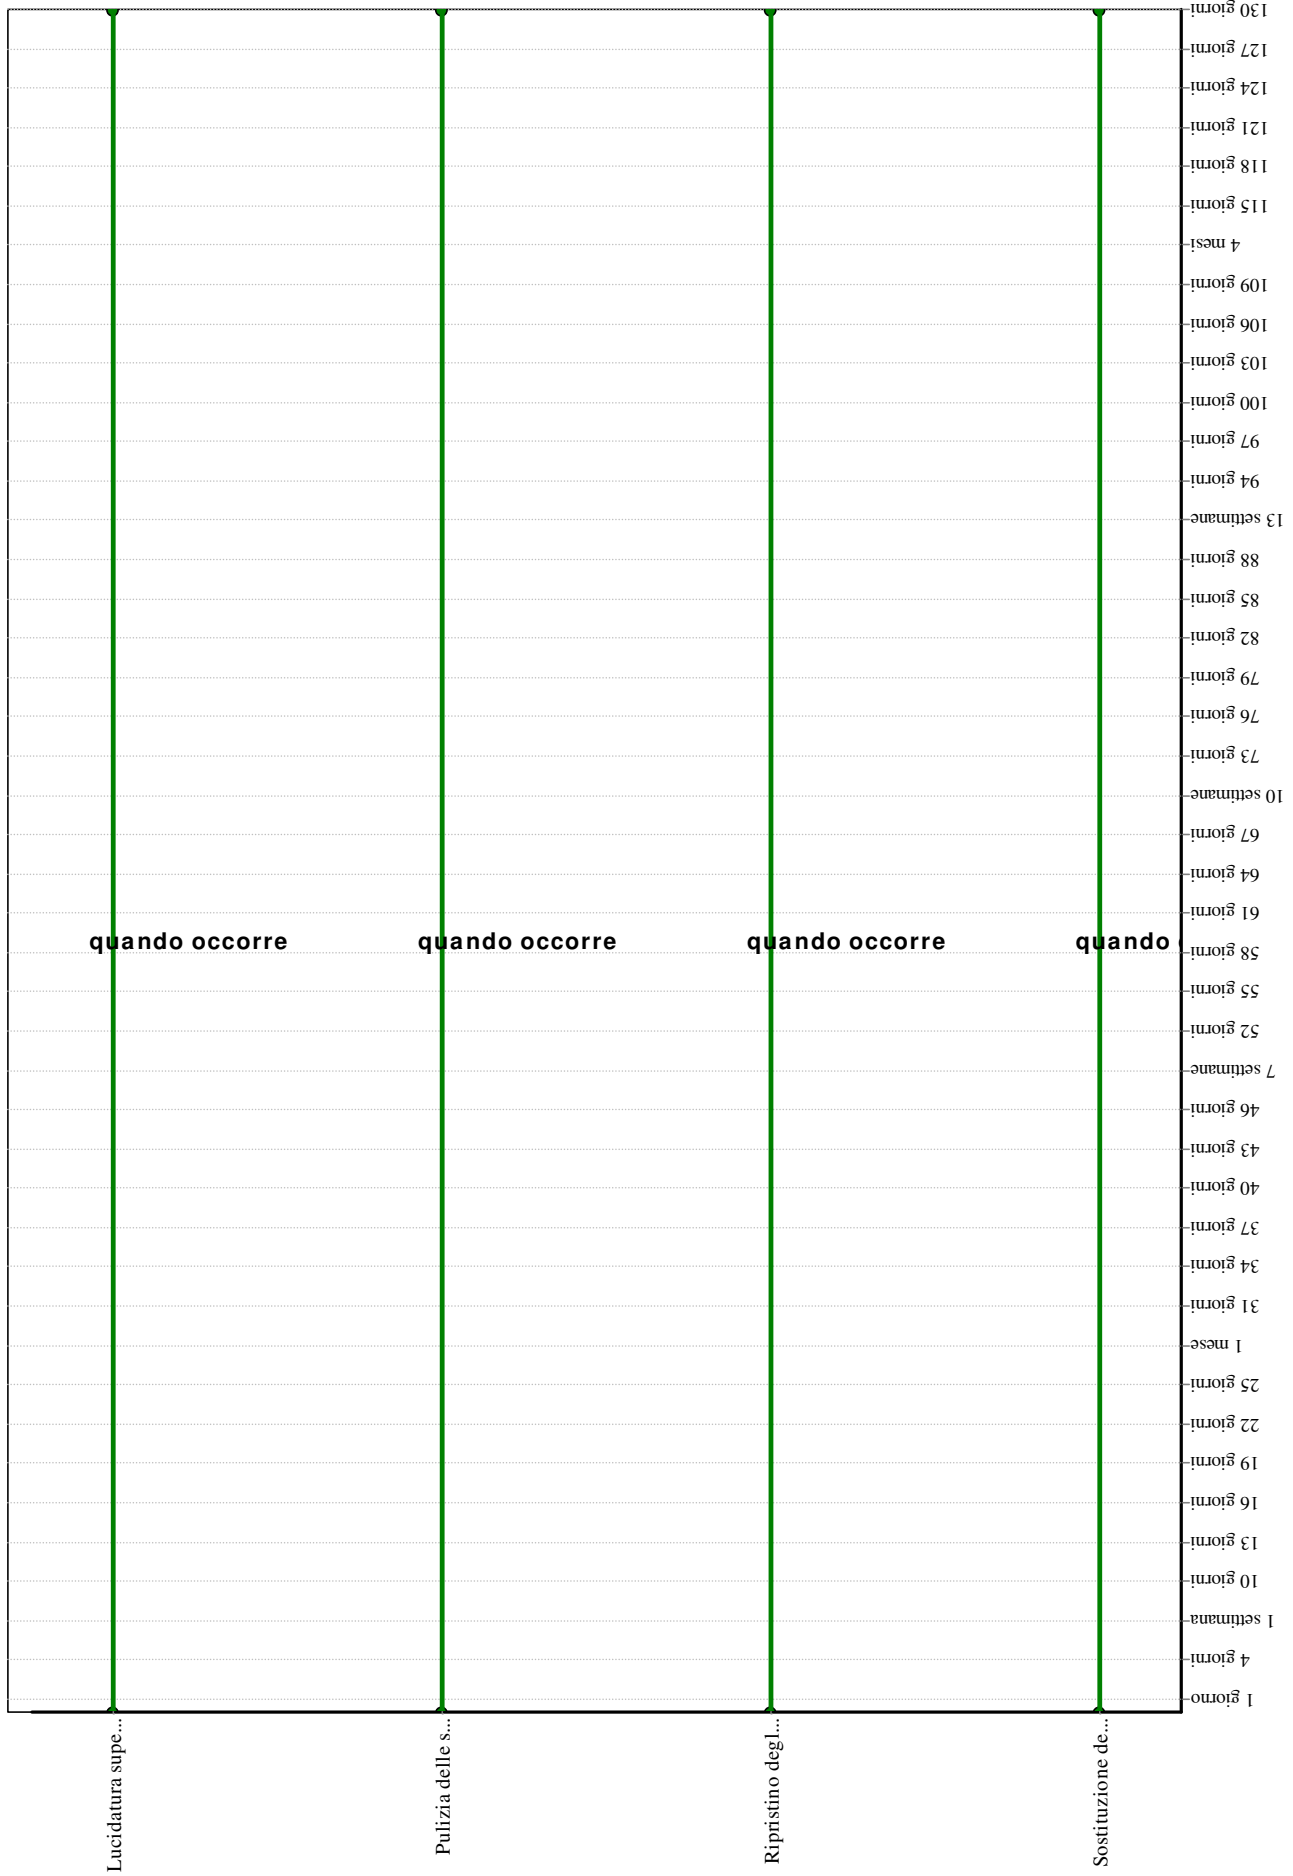 130 giorni
127 giorni
124 giorni
121 giorni
118 giorni
115 giorni
4 mesi
109 giorni
106 giorni
103 giorni
100 giorni
97 giorni
94 giorni
13 settimane
88 giorni
85 giorni
82 giorni
79 giorni
76 giorni
73 giorni
10 settimane
67 giorni
64 giorni
61 giorni
quando occorre
quando occorre
quando occorre
quando
58 giorni
55 giorni
52 giorni
7 settimane
46 giorni
43 giorni
40 giorni
37 giorni
34 giorni
31 giorni
1 mese
25 giorni
22 giorni
19 giorni
16 giorni
13 giorni
10 giorni
1 settimana
4 giorni
1 giorno
Lucidatura supe...
Pulizia delle s...
Ripristino degl...
Sostituzione de...